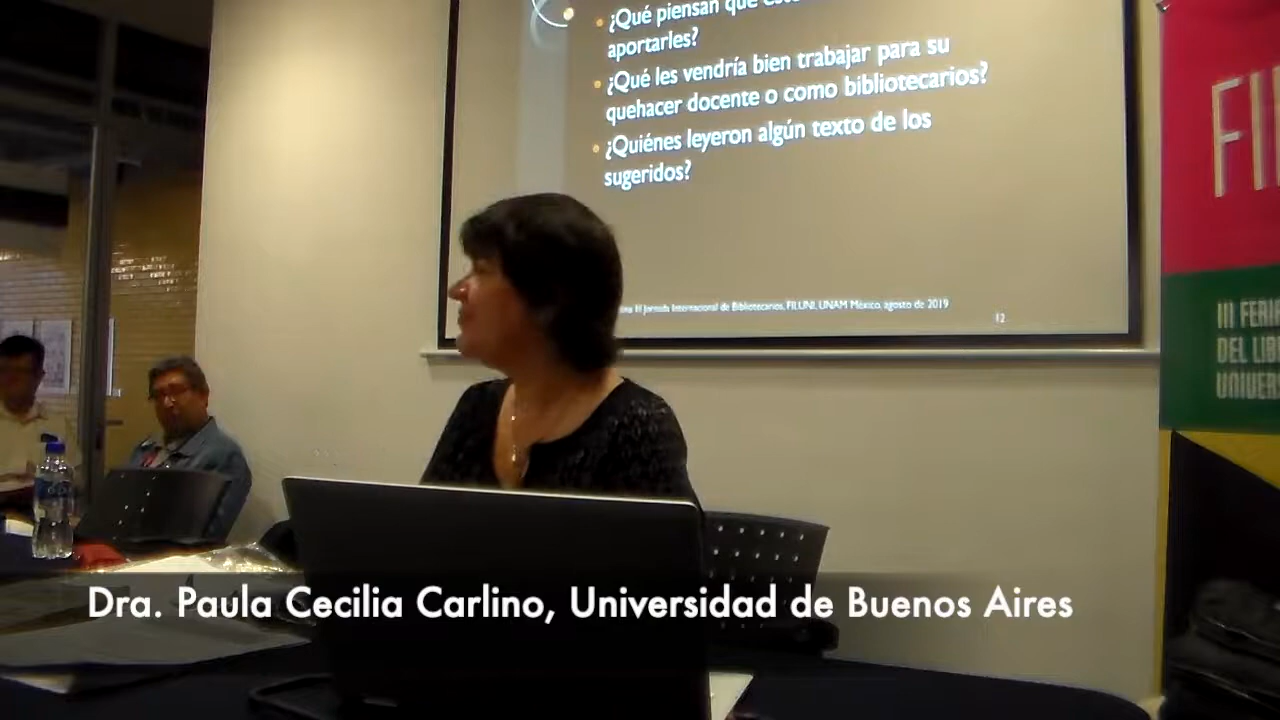 ¿Qué piensan que
aportarles?
¿Qué les vendría bien trabajar para su
quehacer docente o como bibliotecarios?
¿Quiénes leyeron algún texto de los
sugeridos?
III Jornada Internacional de Bibliotecarios, FILUNI, UNAM México, agosto de 2019
12
FI
III FERIA
DEL LIB
UNIVER
Dra. Paula Cecilia Carlino, Universidad de Buenos Aires